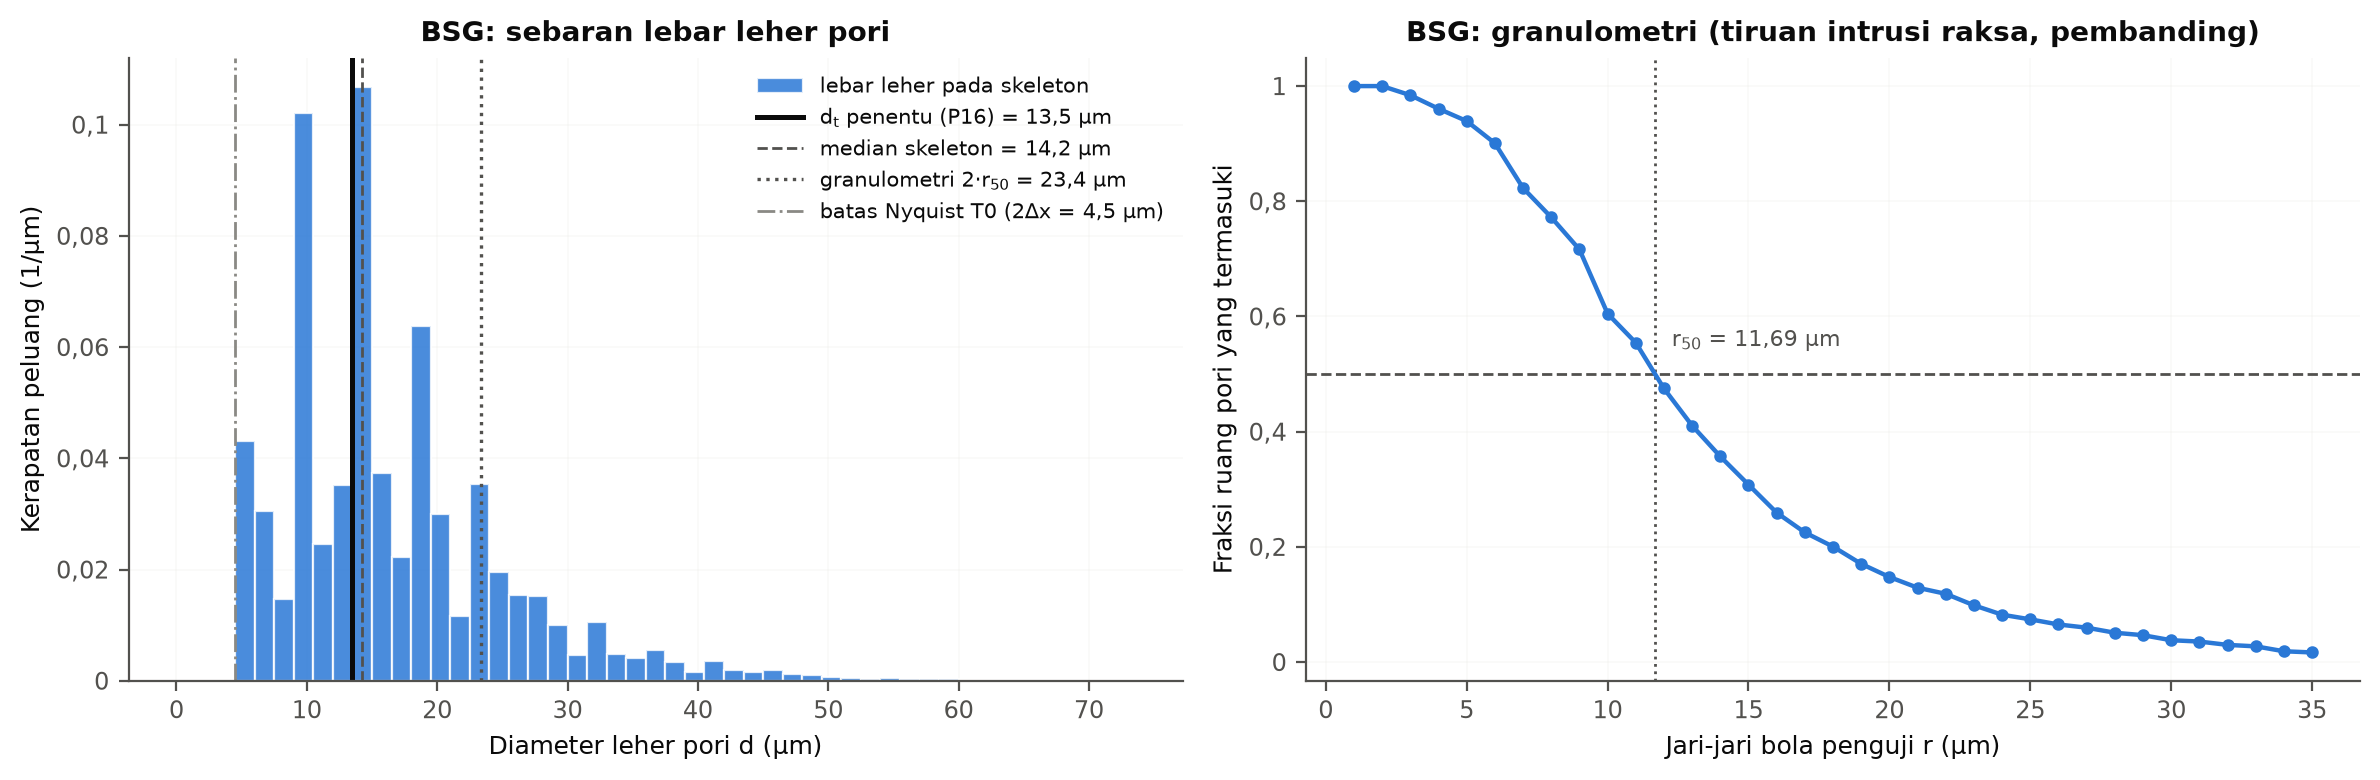 BSG: sebaran lebar leher pori
Kerapatan peluang (1/µm)
0,1
0,08
0,06
0,04
0,02
0
0 10 20 30 40 50 60 70
Diameter leher pori d (µm)
lebar leher pada skeleton
dₜ penentu (P16) = 13,5 µm
median skeleton = 14,2 µm
granulometri 2·r₅₀ = 23,4 µm
batas Nyquist T0 (2Δx = 4,5 µm)
BSG: granulometri (tiruan intrusi raksa, pembanding)
Fraksi ruang pori yang termasuki
1
0,8
0,6
0,4
0,2
0
r₅₀ = 11,69 µm
0 5 10 15 20 25 30 35
Jari-jari bola penguji r (µm)